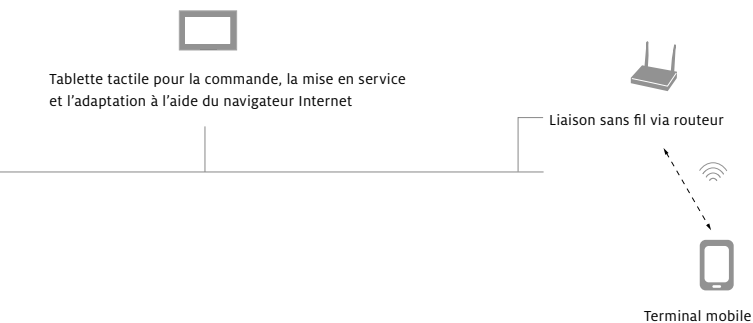 Tablette tactile pour la commande, la mise en service
et l’adaptation à l’aide du navigateur Internet
Liaison sans fil via routeur
Terminal mobile